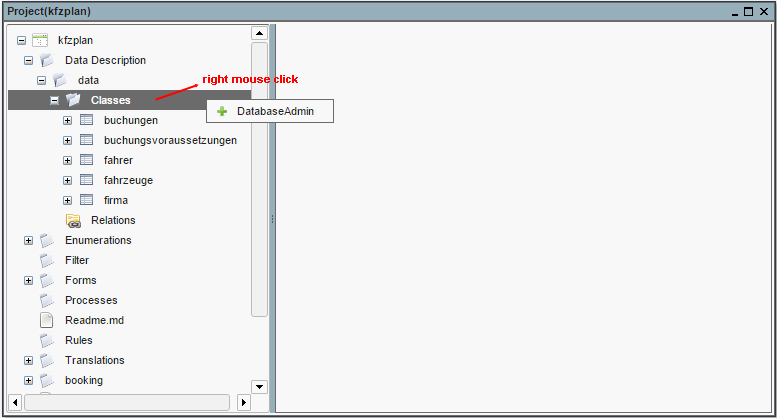 Project(kfzplan)
kfzplan
Data Description
data
right mouse click
Classes
DatabaseAdmin
buchungen
buchungsvoraussetzungen
fahrer
fahrzeuge
firma
Relations
Enumerations
Filter
Forms
Processes
Readme.md
Rules
Translations
booking